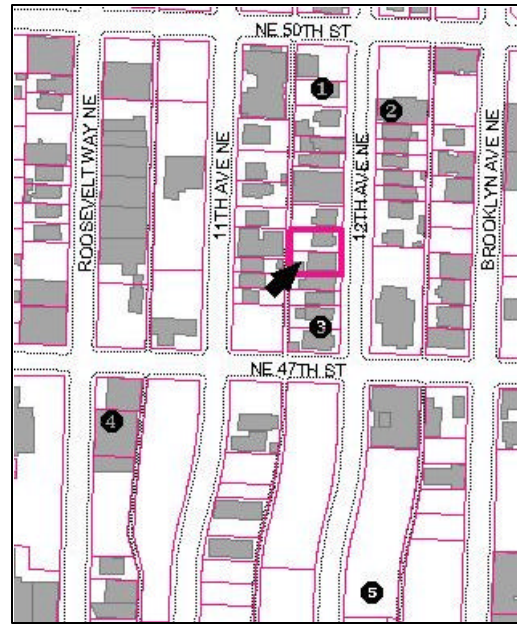 NE 50TH ST
1
2
ROOSEVELT WAY NE
11TH AVE NE
12TH AVE NE
BROOKLYN AVE NE
3
NE 47TH ST
4
5